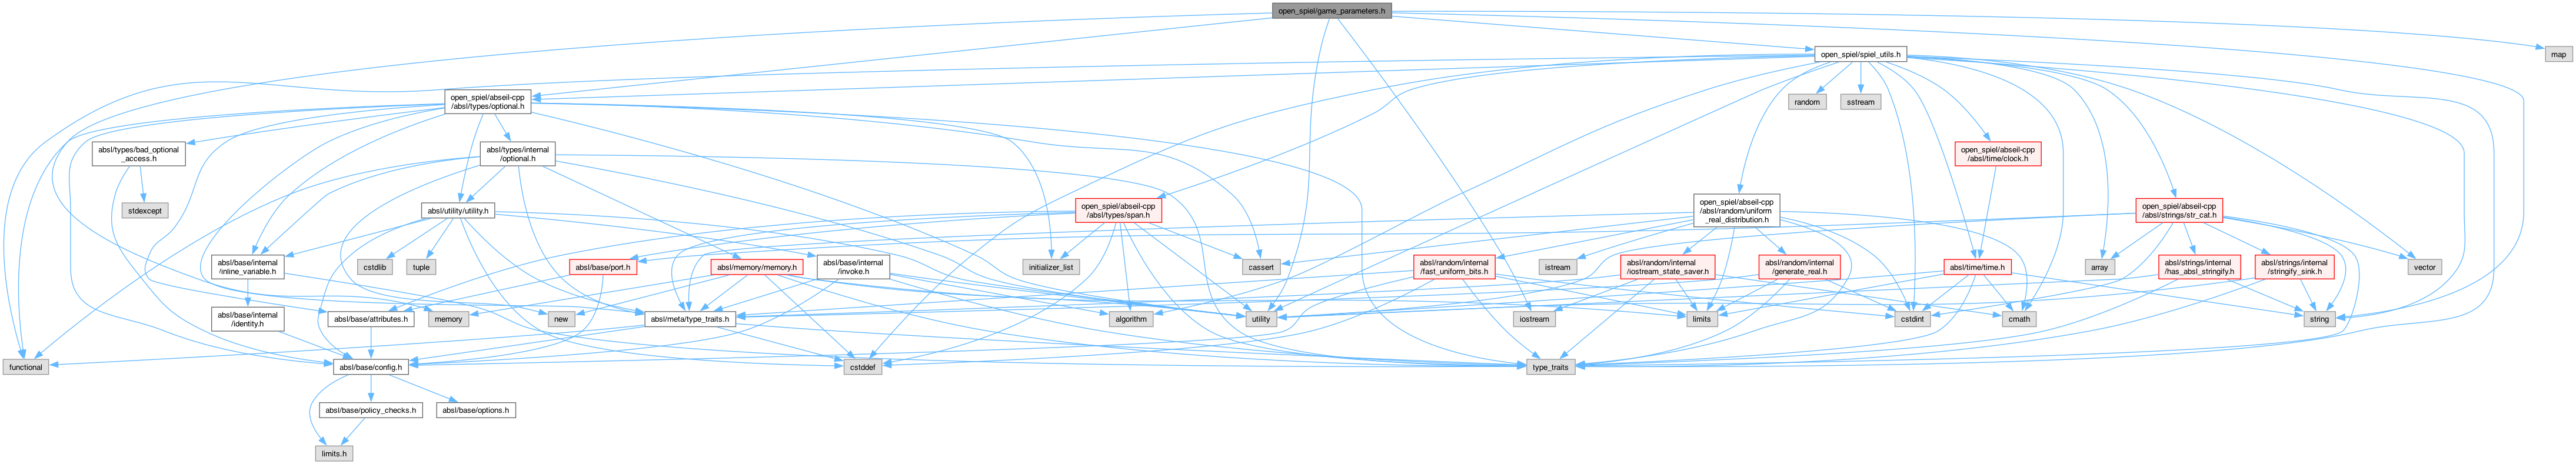 open_spiel/game_parameters.h
open_spiel/spiel_utils.h
map
open_spiel/abseil-cpp
/absl/types/optional.h
random
sstream
absl/types/bad_optional
_access.h
absl/types/internal
/optional.h
open_spiel/abseil-cpp
/absl/time/clock.h
stdexcept
absl/utility/utility.h
open_spiel/abseil-cpp
/absl/types/span.h
open_spiel/abseil-cpp
/absl/random/uniform
_real_distribution.h
open_spiel/abseil-cpp
/absl/strings/str_cat.h
absl/base/internal
/inline_variable.h
cstdlib
tuple
absl/base/port.h
absl/memory/memory.h
absl/base/internal
/invoke.h
initializer_list
cassert
absl/random/internal
/fast_uniform_bits.h
istream
absl/random/internal
/iostream_state_saver.h
absl/random/internal
/generate_real.h
absl/time/time.h
array
absl/strings/internal
/has_absl_stringify.h
absl/strings/internal
/stringify_sink.h
vector
absl/base/internal
/identity.h
absl/base/attributes.h
memory
new
absl/meta/type_traits.h
algorithm
utility
iostream
limits
cstdint
cmath
string
functional
absl/base/config.h
cstddef
type_traits
absl/base/policy_checks.h
absl/base/options.h
limits.h